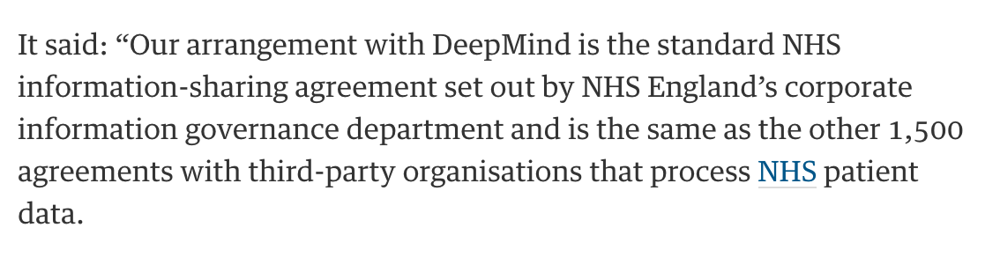 It said: “Our arrangement with DeepMind is the standard NHS
information-sharing agreement set out by NHS England’s corporate
information governance department and is the same as the other 1,500
agreements with third-party organisations that process NHS patient
data.